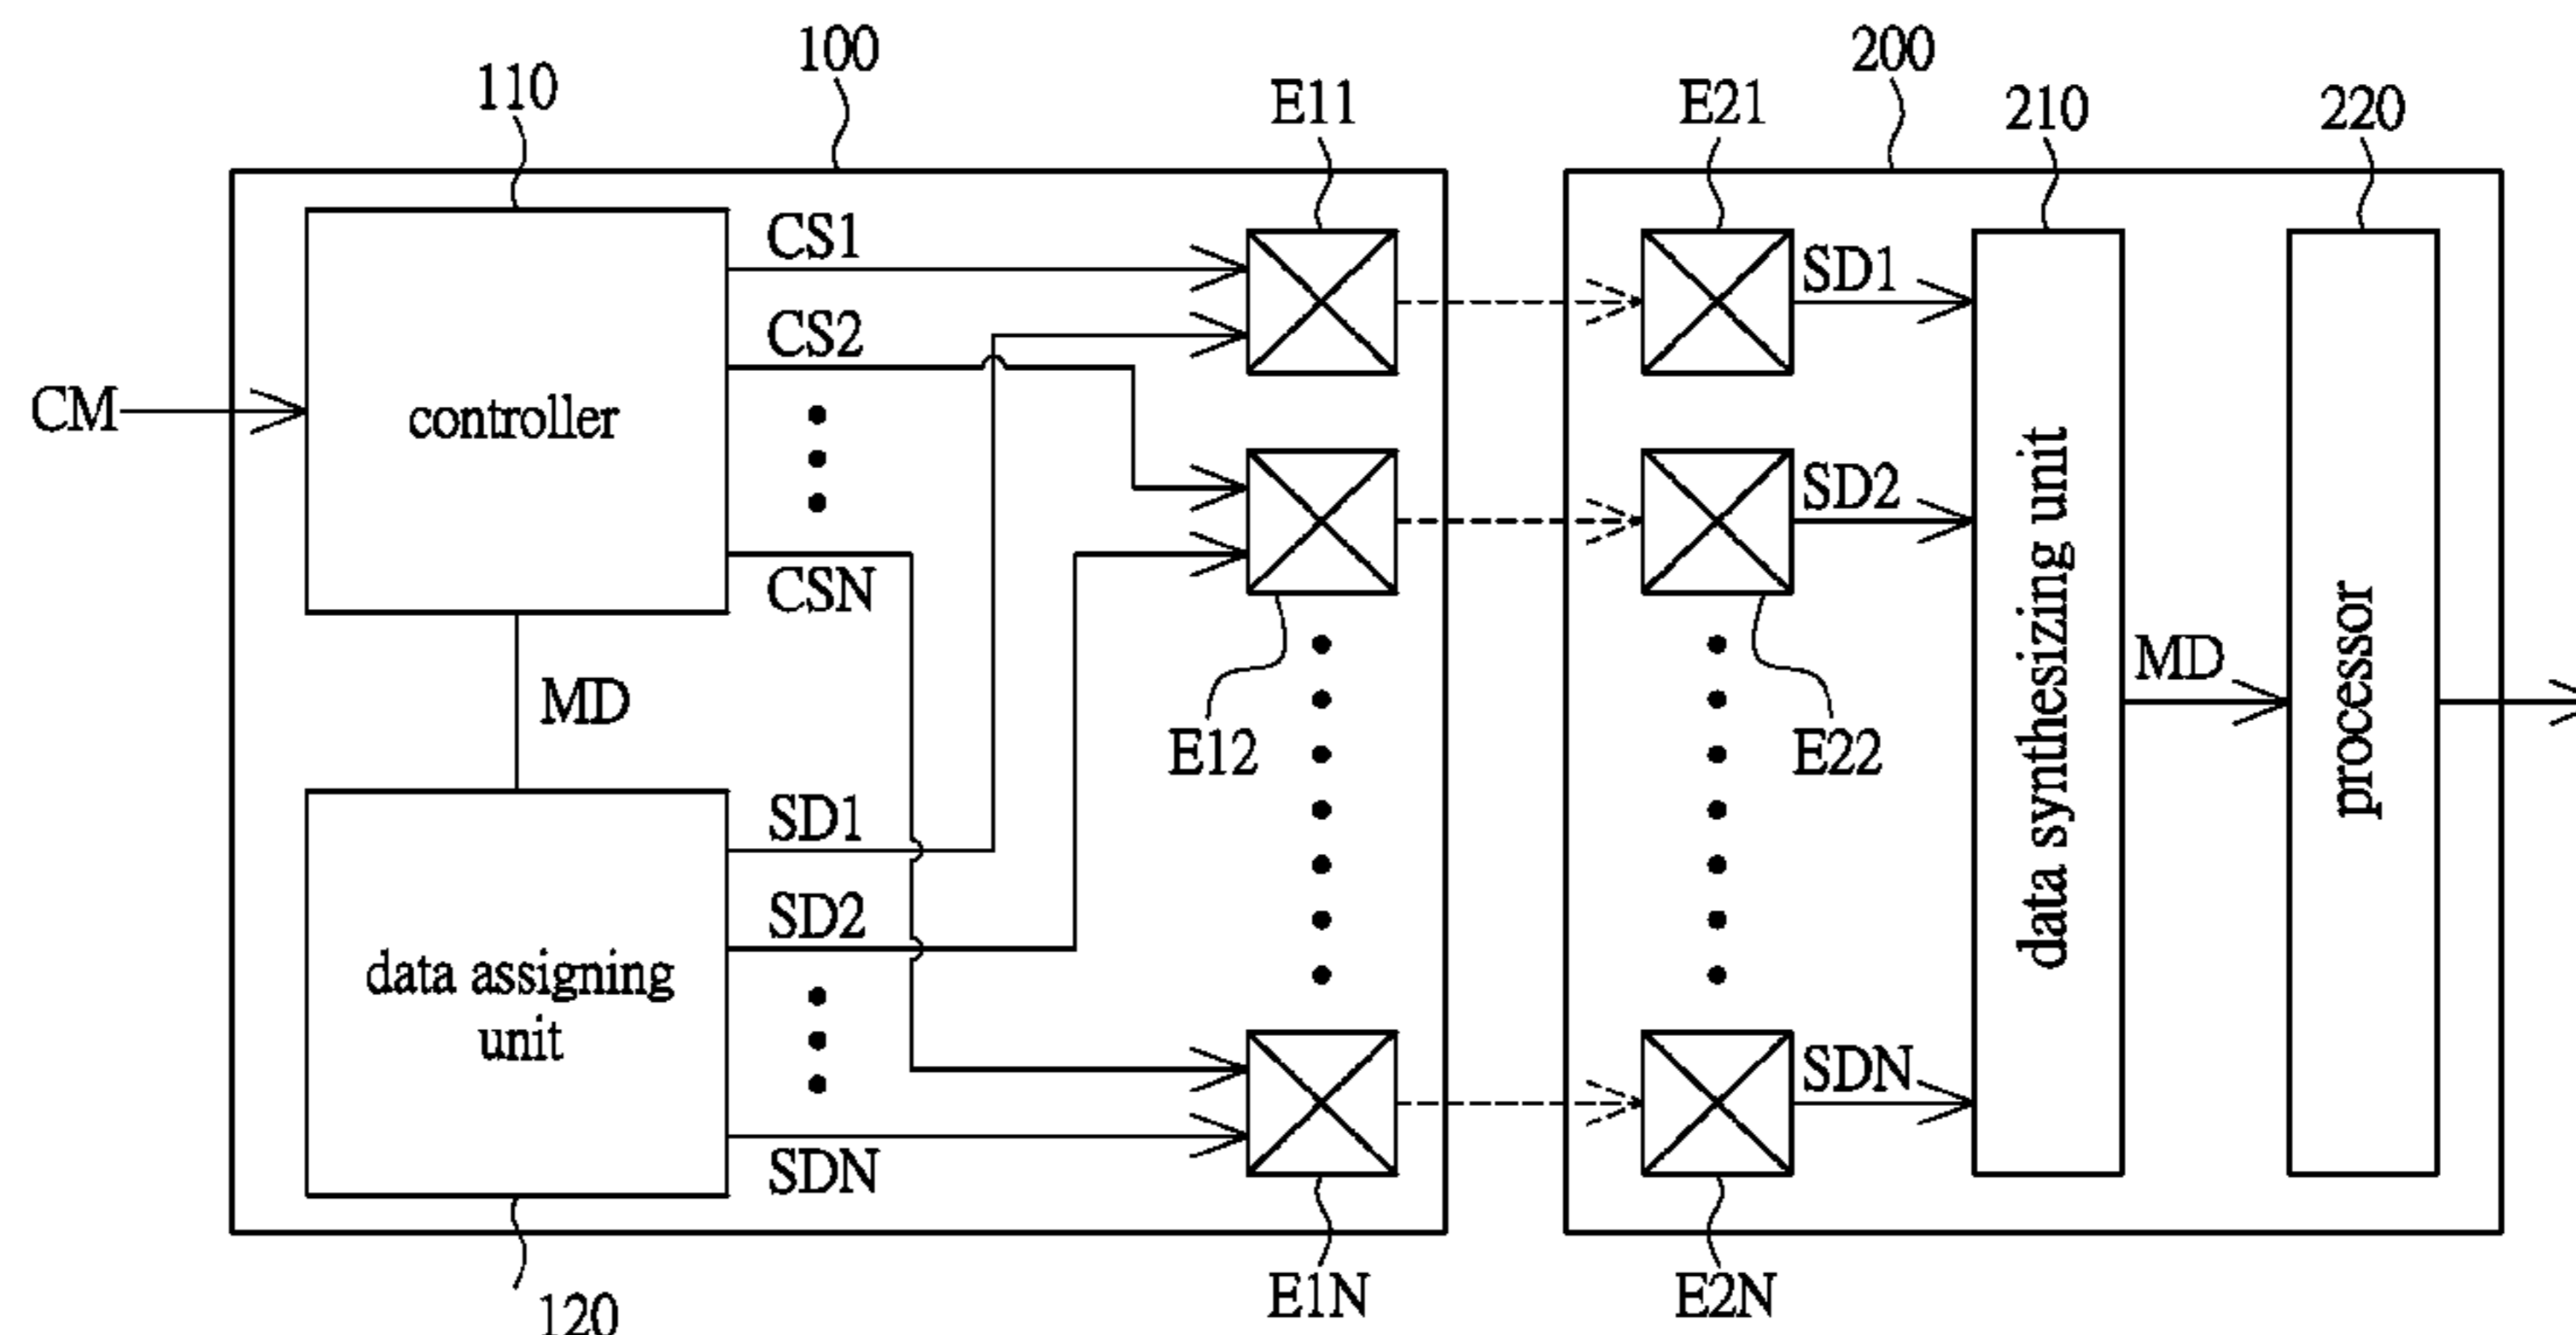 100
200
110
E11
E21
210
220
CS1
SD1
CS2
CM
controller
SD2
CSN
data synthesizing unit
processor
MD
MD
E12
E22
SD1
SD2
data assigning
unit
SDN
SDN
E1N
E2N
120